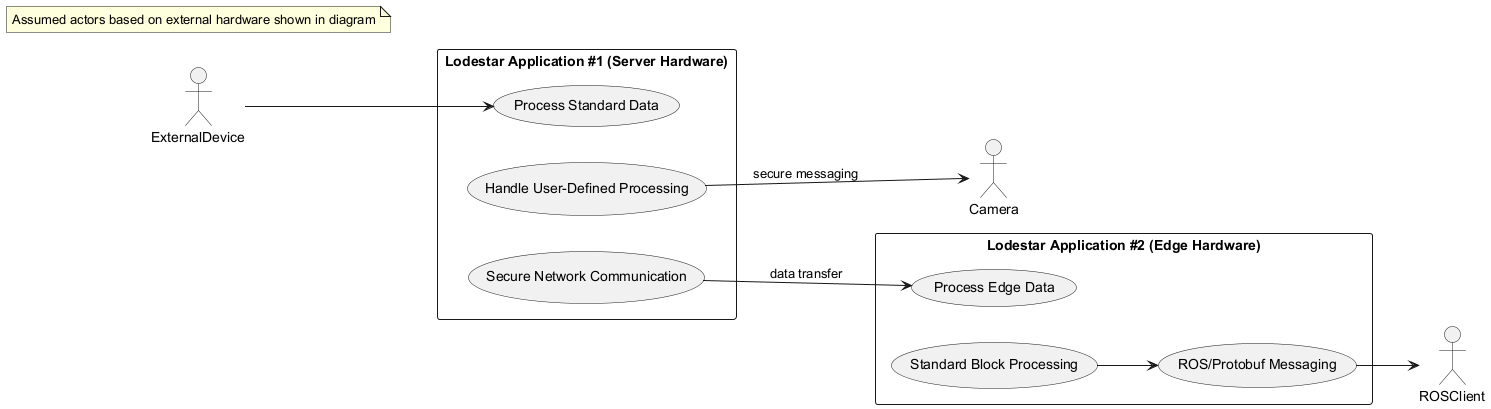 Assumed actors based on external hardware shown in diagram
Lodestar Application #1 (Server Hardware)
Process Standard Data
ExternalDevice
Handle User-Defined Processing
secure messaging
Camera
Secure Network Communication
data transfer
Lodestar Application #2 (Edge Hardware)
Process Edge Data
Standard Block Processing
ROS/Protobuf Messaging
ROSClient